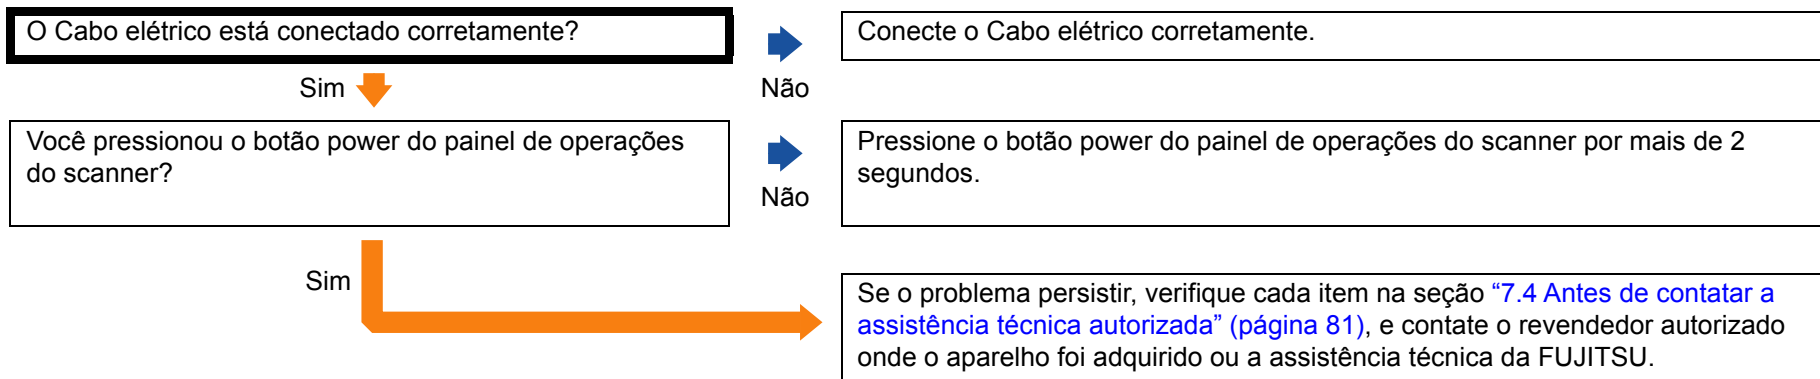 O Cabo elétrico está conectado corretamente?
Conecte o Cabo elétrico corretamente.
Sim
Não
Você pressionou o botão power do painel de operações
do scanner?
Pressione o botão power do painel de operações do scanner por mais de 2
segundos.
Não
Sim
Se o problema persistir, verifique cada item na seção “7.4 Antes de contatar a
assistência técnica autorizada” (página 81), e contate o revendedor autorizado
onde o aparelho foi adquirido ou a assistência técnica da FUJITSU.